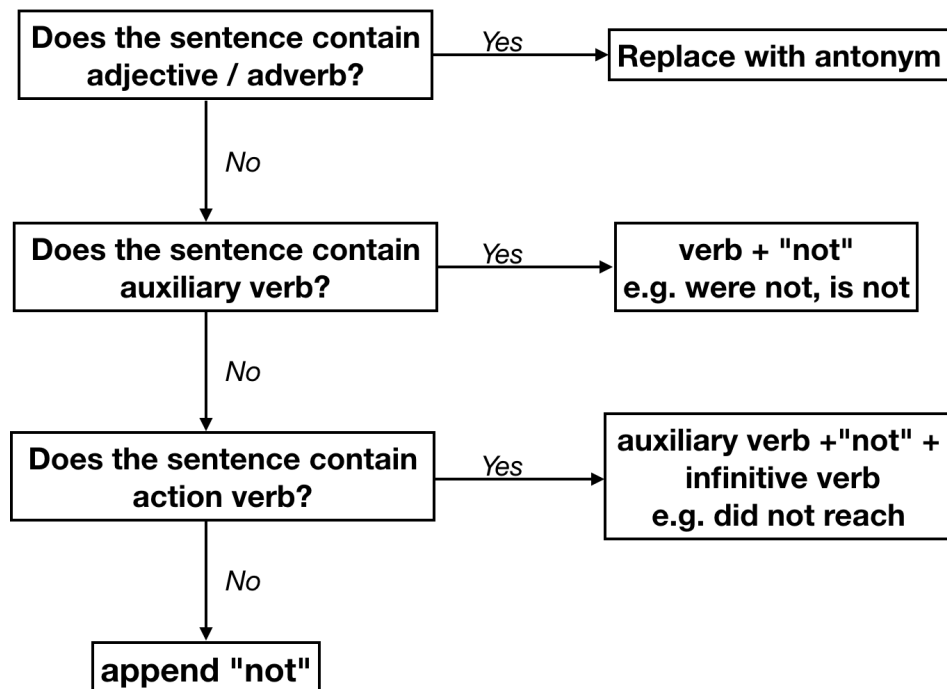 Does the sentence contain
adjective / adverb?
Yes
Replace with antonym
No
Does the sentence contain
auxiliary verb?
Yes
verb + "not"
e.g. were not, is not
No
Does the sentence contain
action verb?
Yes
auxiliary verb +"not" +
infinitive verb
e.g. did not reach
No
append "not"